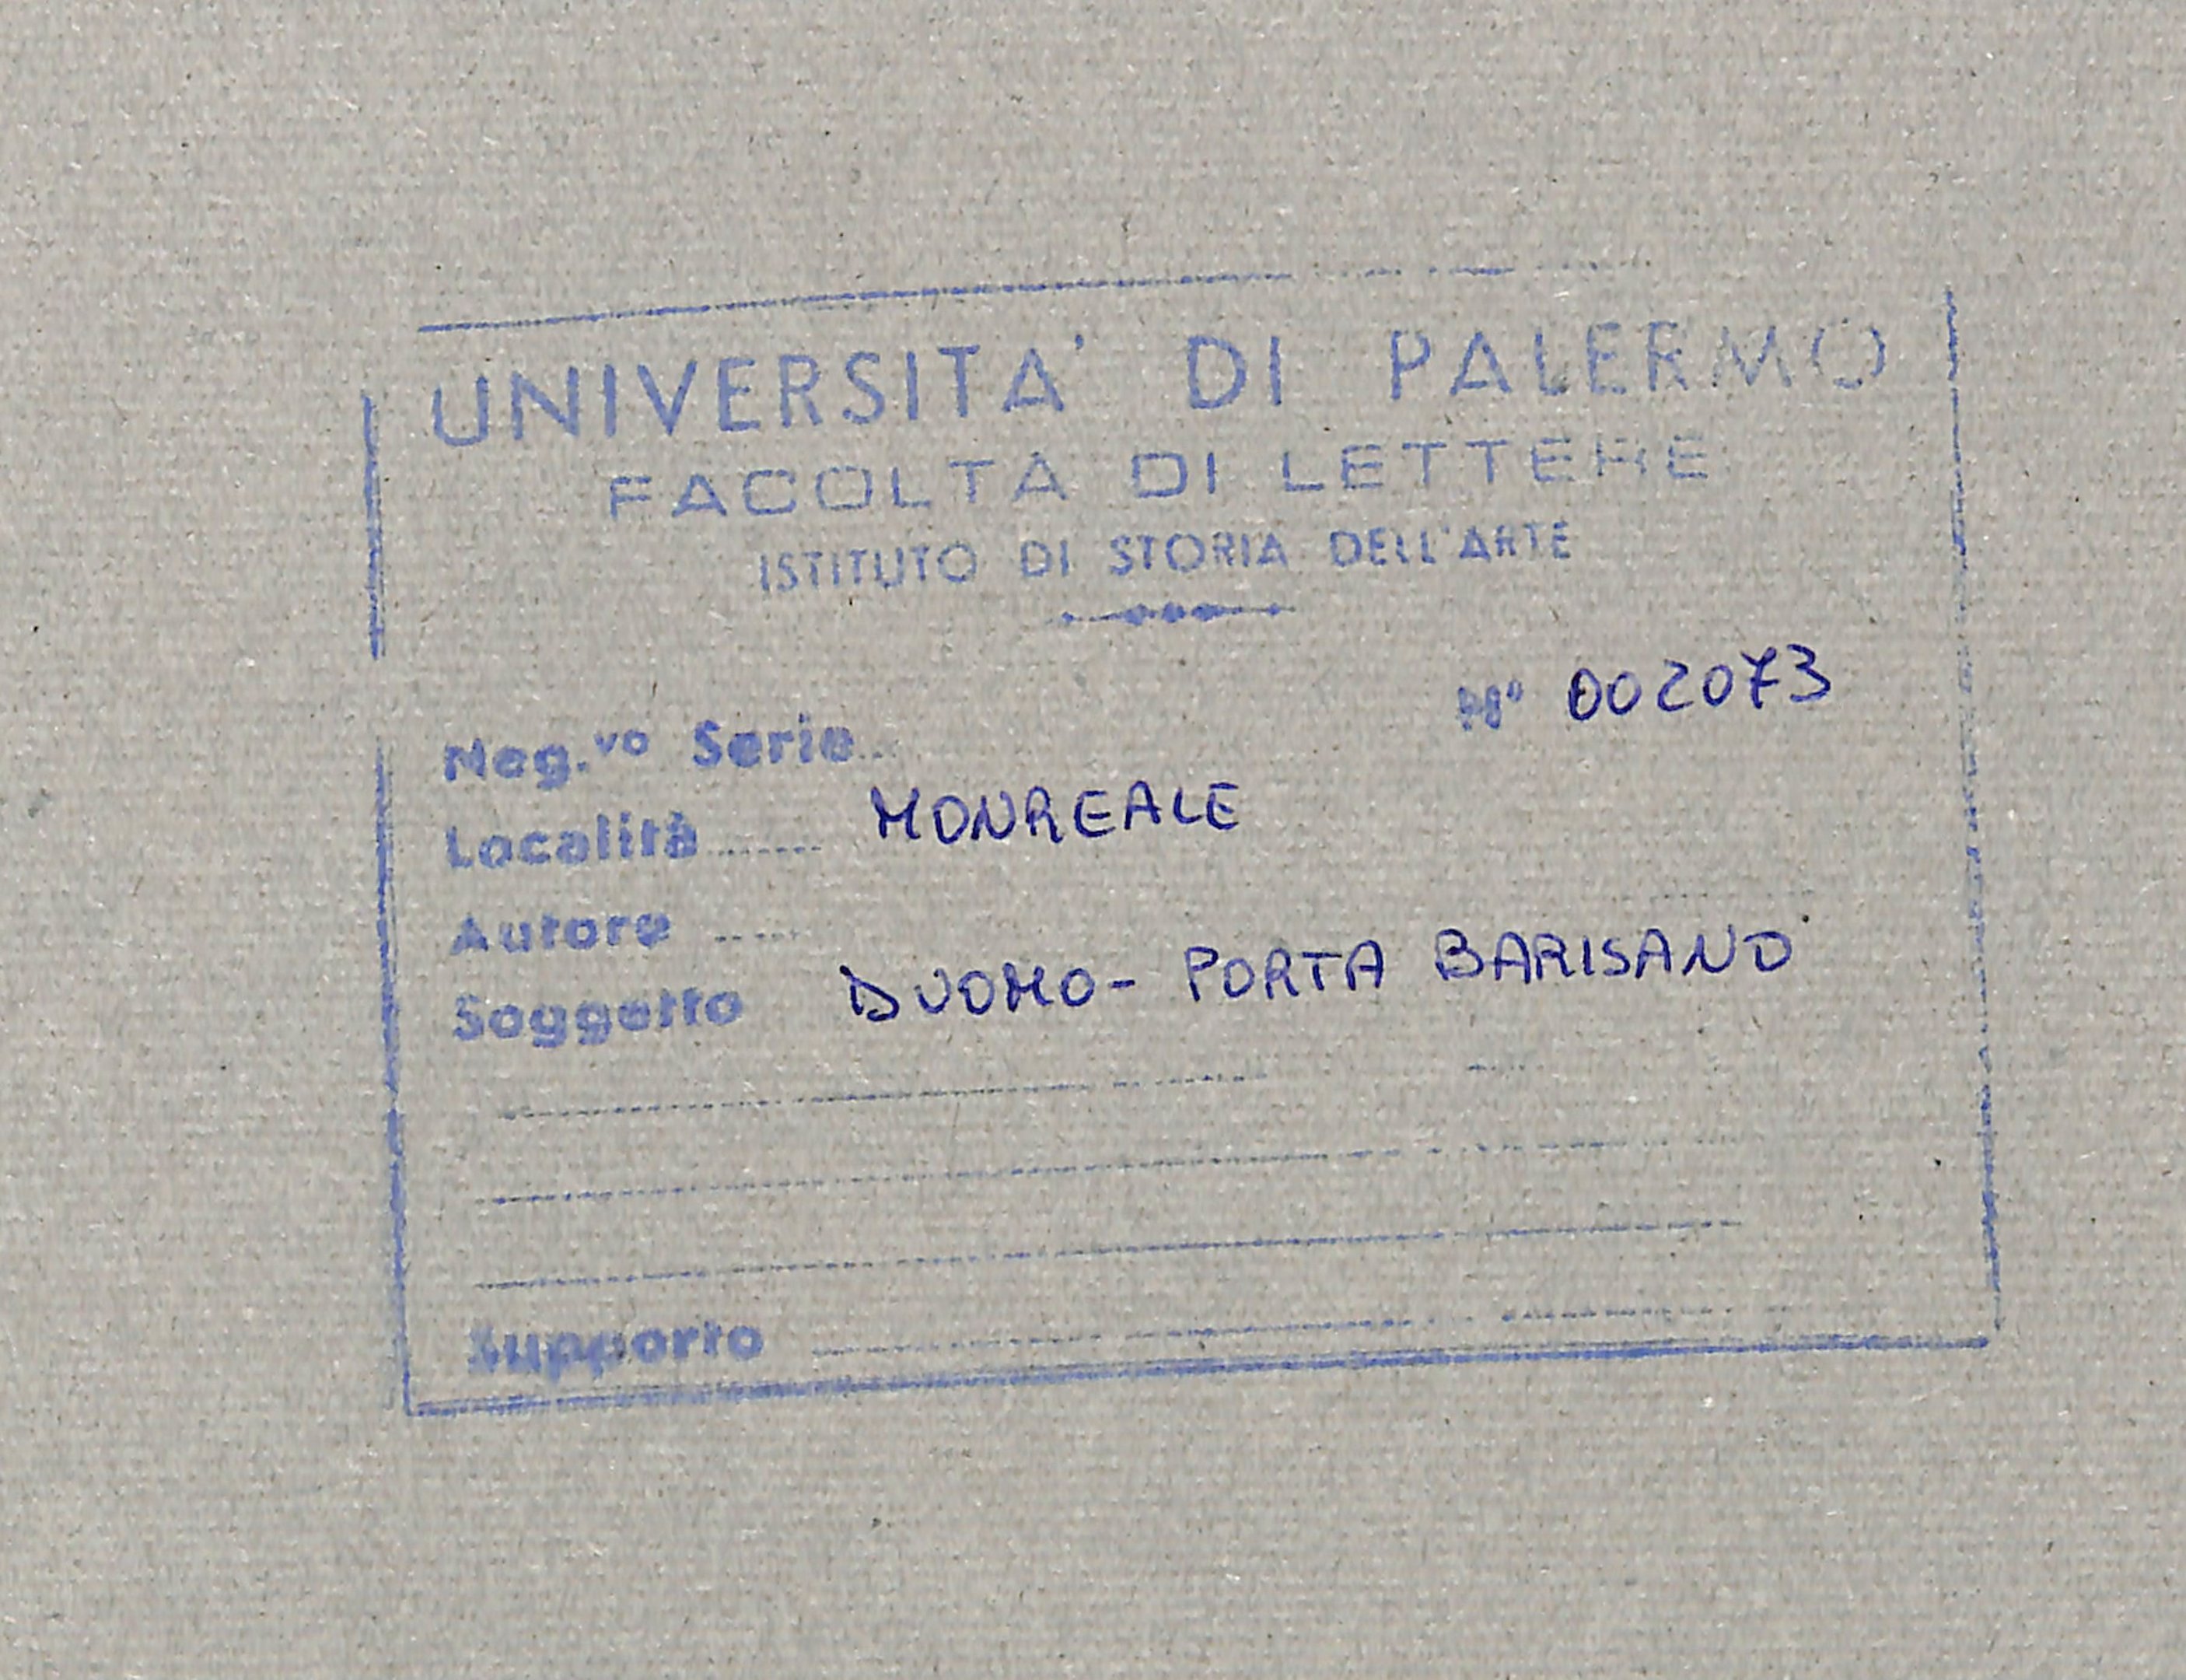 UNIVERSITA' DI PALERMO
FACOLTÀ DI LETTERE
ISTITUTO DI STORIA DELL'ARTE
Neg.vo Serie N° 002073
Località MONREALE
Autore
Soggetto DUOMO - PORTA BARISANO
Supporto